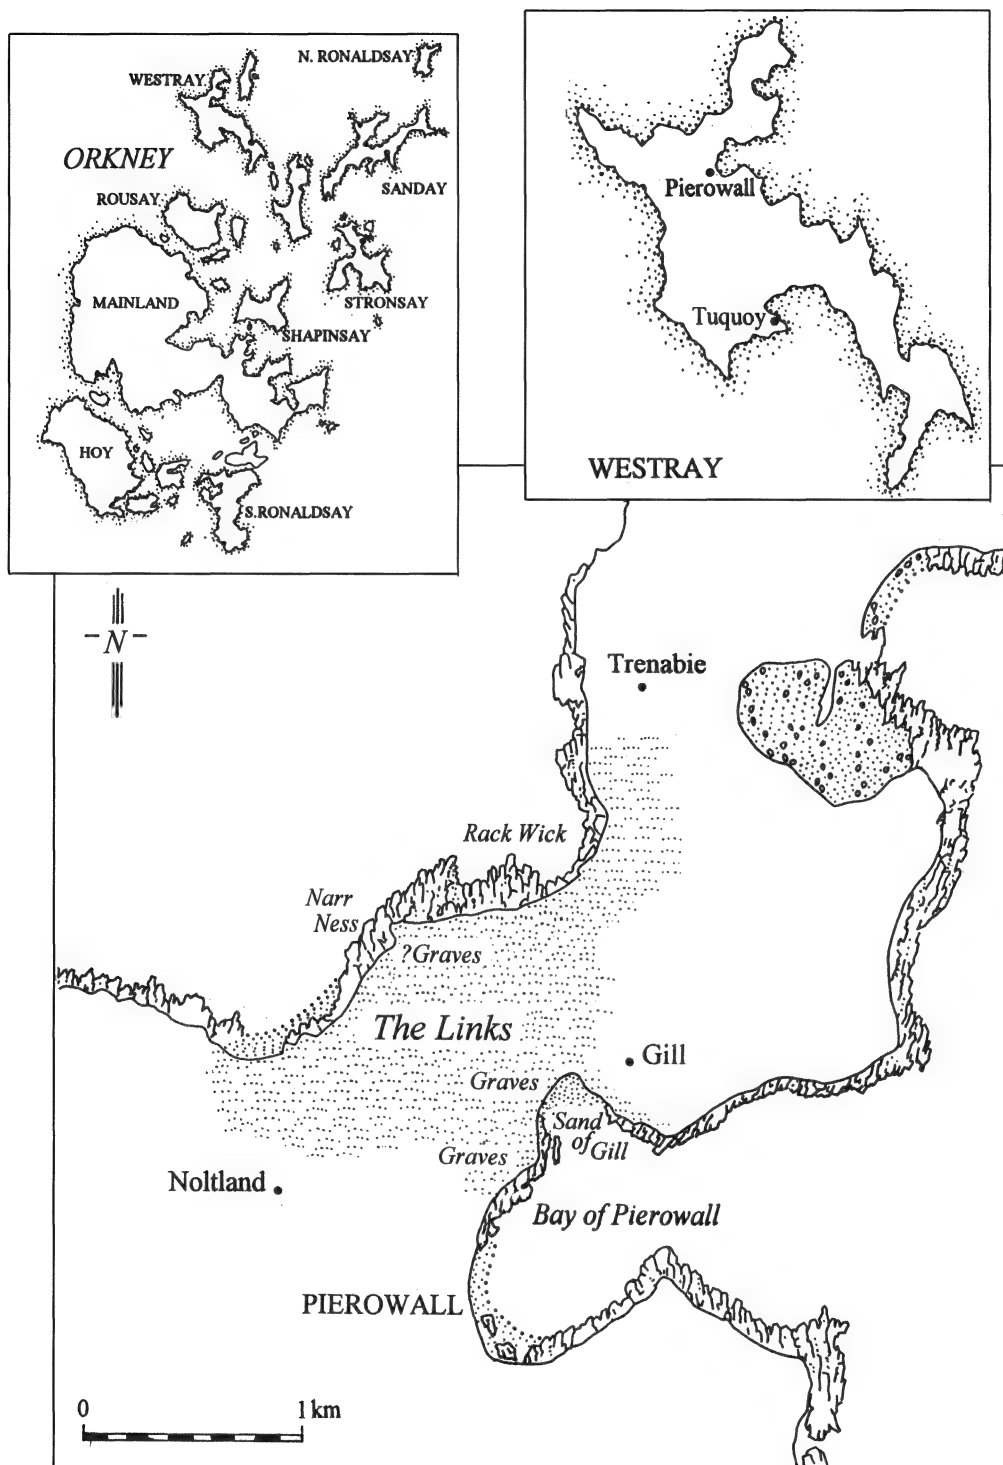 N. RONALDSAY
WESTRAY
ORKNEY
SANDAY
ROUSAY
MAINLAND
STRONSAY
SHAPINSAY
HOY
S.RONALDSAY
Pierowall
Tuquoy
WESTRAY
N
Trenabie
Rack Wick
Narr
Ness
?Graves
The Links
Gill
Graves
Sand
of
Gill
Graves
Noltland
Bay of Pierowall
PIEROWALL
0 1 km